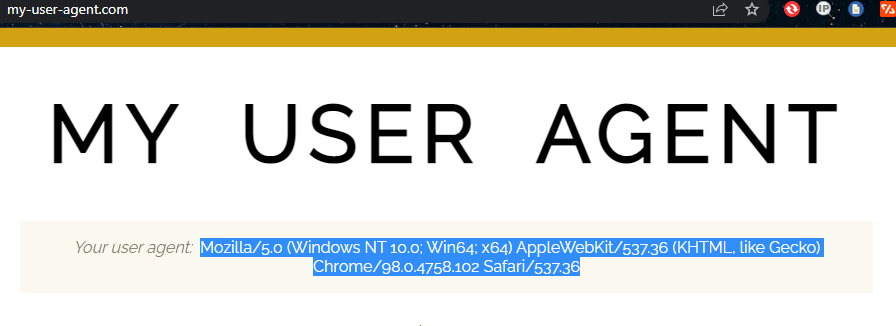 my-user-agent.com
IP
MY USER AGENT
Your user agent: Mozilla/5.0 (Windows NT 10.0; Win64; x64) AppleWebKit/537.36 (KHTML, like Gecko)
Chrome/98.0.4758.102 Safari/537.36